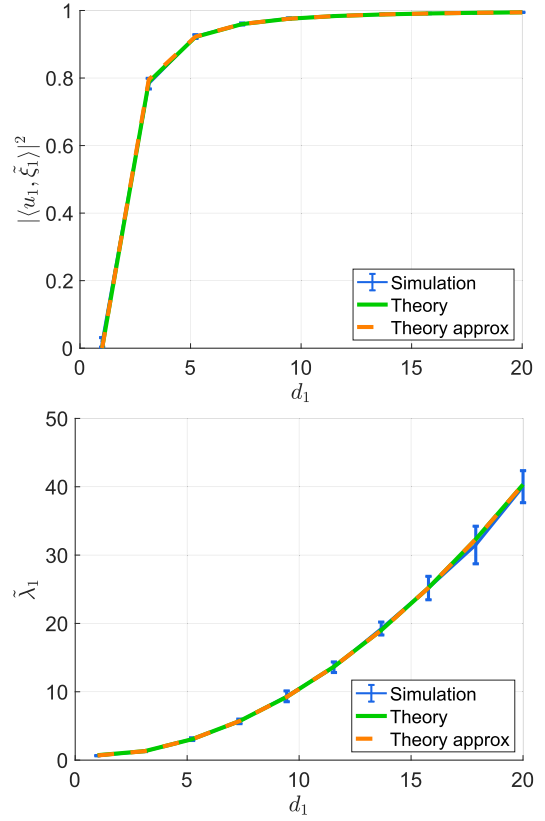 1
0.8
0.6
0.4
0.2
0
|⟨u₁, ξ̃₁⟩|²
Simulation
Theory
Theory approx
0 5 10 15 20
d₁
50
40
30
20
10
0
λ̃₁
Simulation
Theory
Theory approx
0 5 10 15 20
d₁